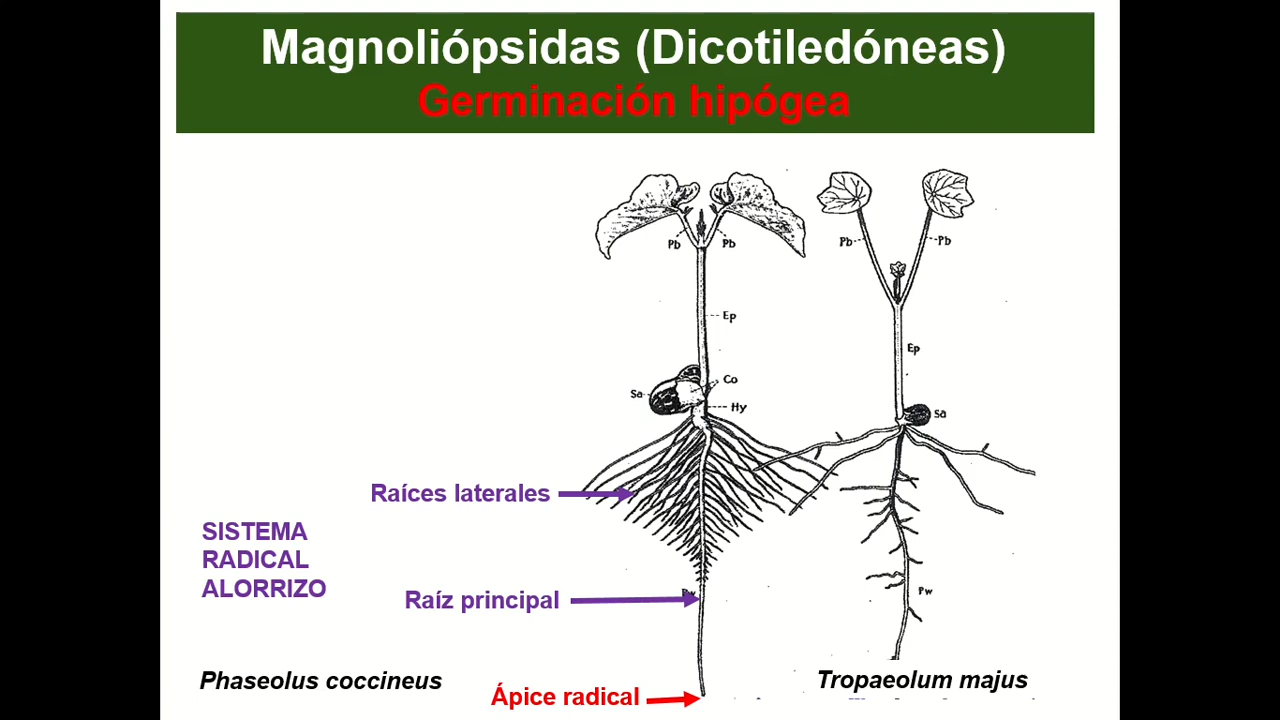 Magnoliópsidas (Dicotiledóneas)
Germinación hipógea
Pb Pb
Pb Pb
Ep
Ep
Co
Sa
Hy
Sa
Raíces laterales
SISTEMA
RADICAL
ALORRIZO
Pw
Raíz principal
Pw
Phaseolus coccineus
Tropaeolum majus
Ápice radical